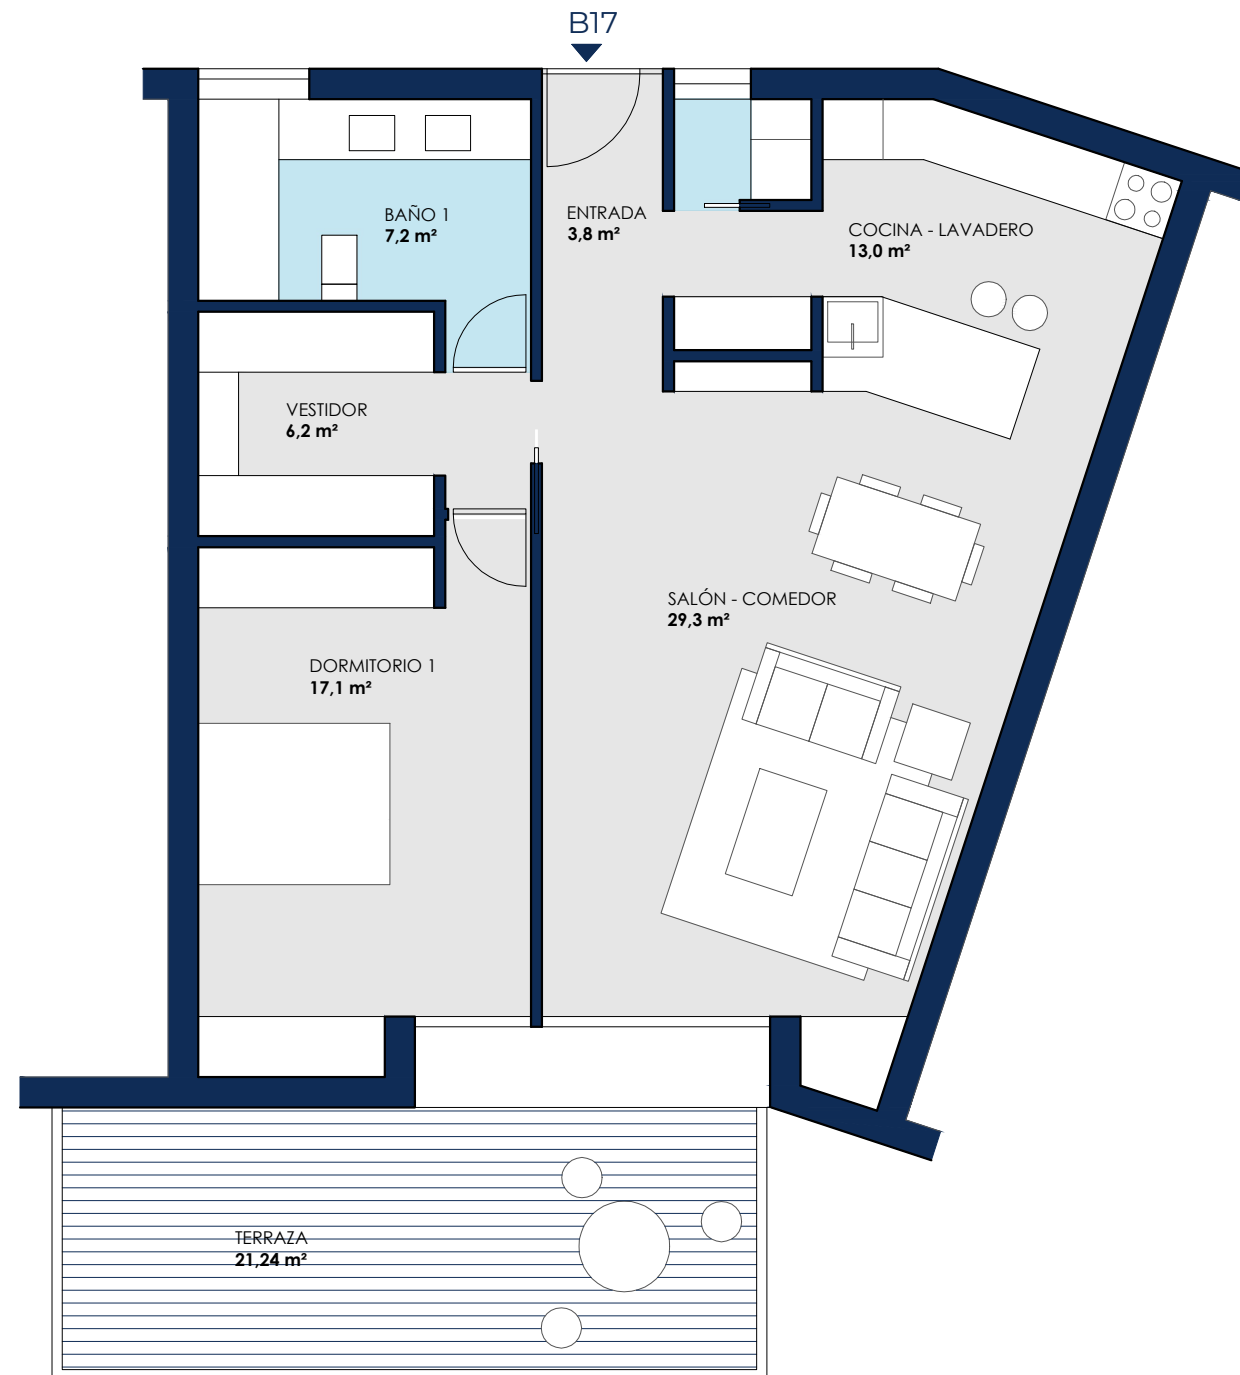 B17
BAÑO 1
7,2 m²
ENTRADA
3,8 m²
COCINA - LAVADERO
13,0 m²
VESTIDOR
6,2 m²
SALÓN - COMEDOR
29,3 m²
DORMITORIO 1
17,1 m²
TERRAZA
21,24 m²